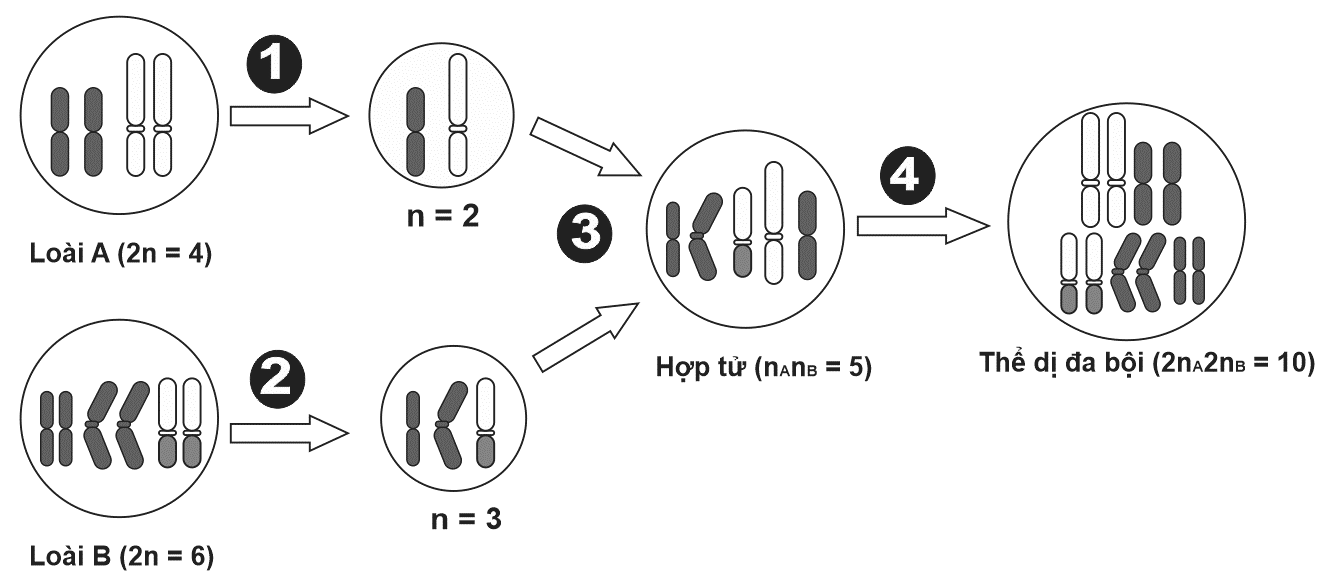 1
n = 2
Loài A (2n = 4)
3
4
2
Hợp tử (nAnB = 5)
Thể dị đa bội (2nA2nB = 10)
n = 3
Loài B (2n = 6)